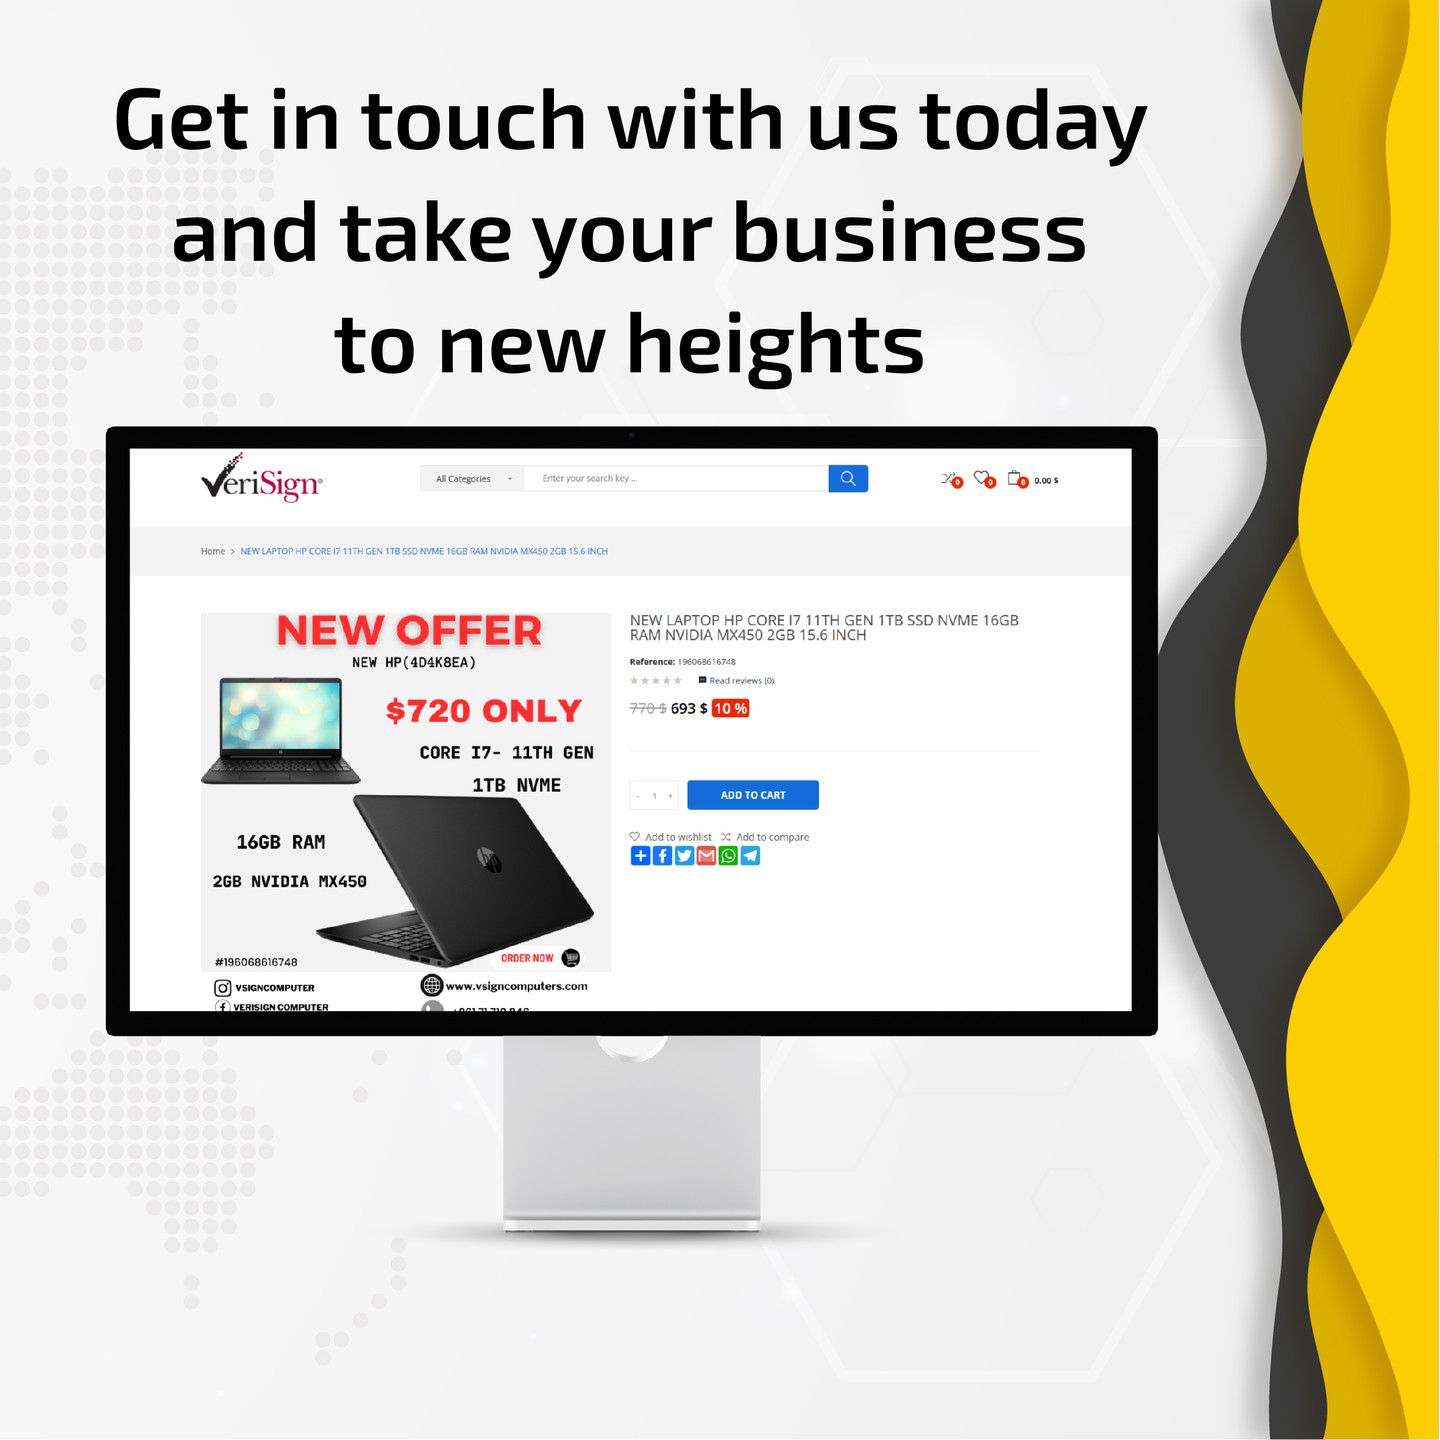 Get in touch with us today
and take your business
to new heights
VeriSign
All Categories
Enter your search key ...
0
0
0
0.00 $
Home > NEW LAPTOP HP CORE I7 11TH GEN 1TB SSD NVME 16GB RAM NVIDIA MX450 2GB 15.6 INCH
NEW OFFER
NEW HP(4D4K8EA)
$720 ONLY
CORE I7- 11TH GEN
1TB NVME
16GB RAM
2GB NVIDIA MX450
hp
#196068616748
ORDER NOW
VSIGNCOMPUTER
www.vsigncomputers.com
VERISIGN COMPUTER
NEW LAPTOP HP CORE I7 11TH GEN 1TB SSD NVME 16GB
RAM NVIDIA MX450 2GB 15.6 INCH
Reference: 196068616748
Read reviews (0)
770 $ 693 $ 10 %
- 1 +
ADD TO CART
Add to wishlist
Add to compare